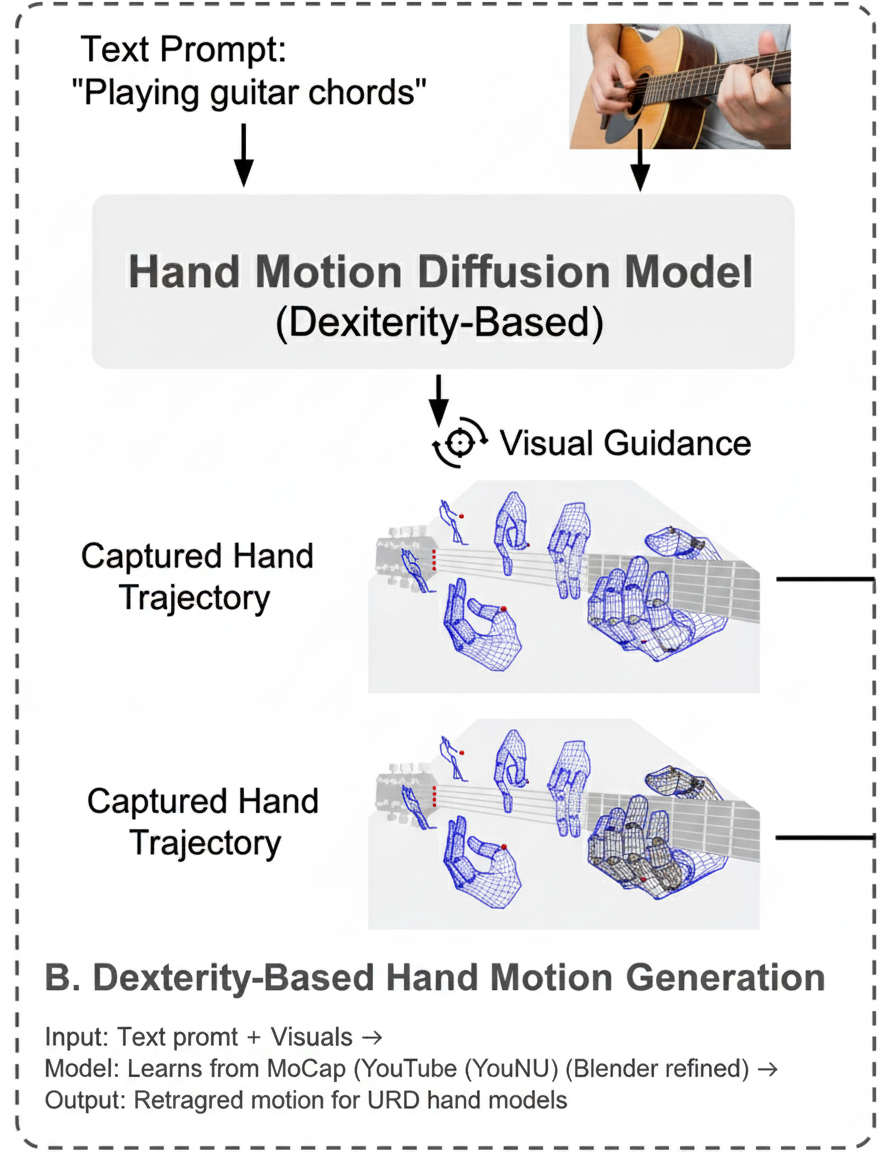 Text Prompt:
"Playing guitar chords"
Hand Motion Diffusion Model
(Dexiterity-Based)
Visual Guidance
Captured Hand
Trajectory
Captured Hand
Trajectory
B. Dexterity-Based Hand Motion Generation
Input: Text promt + Visuals →
Model: Learns from MoCap (YouTube (YouNU) (Blender refined) →
Output: Retragred motion for URD hand models